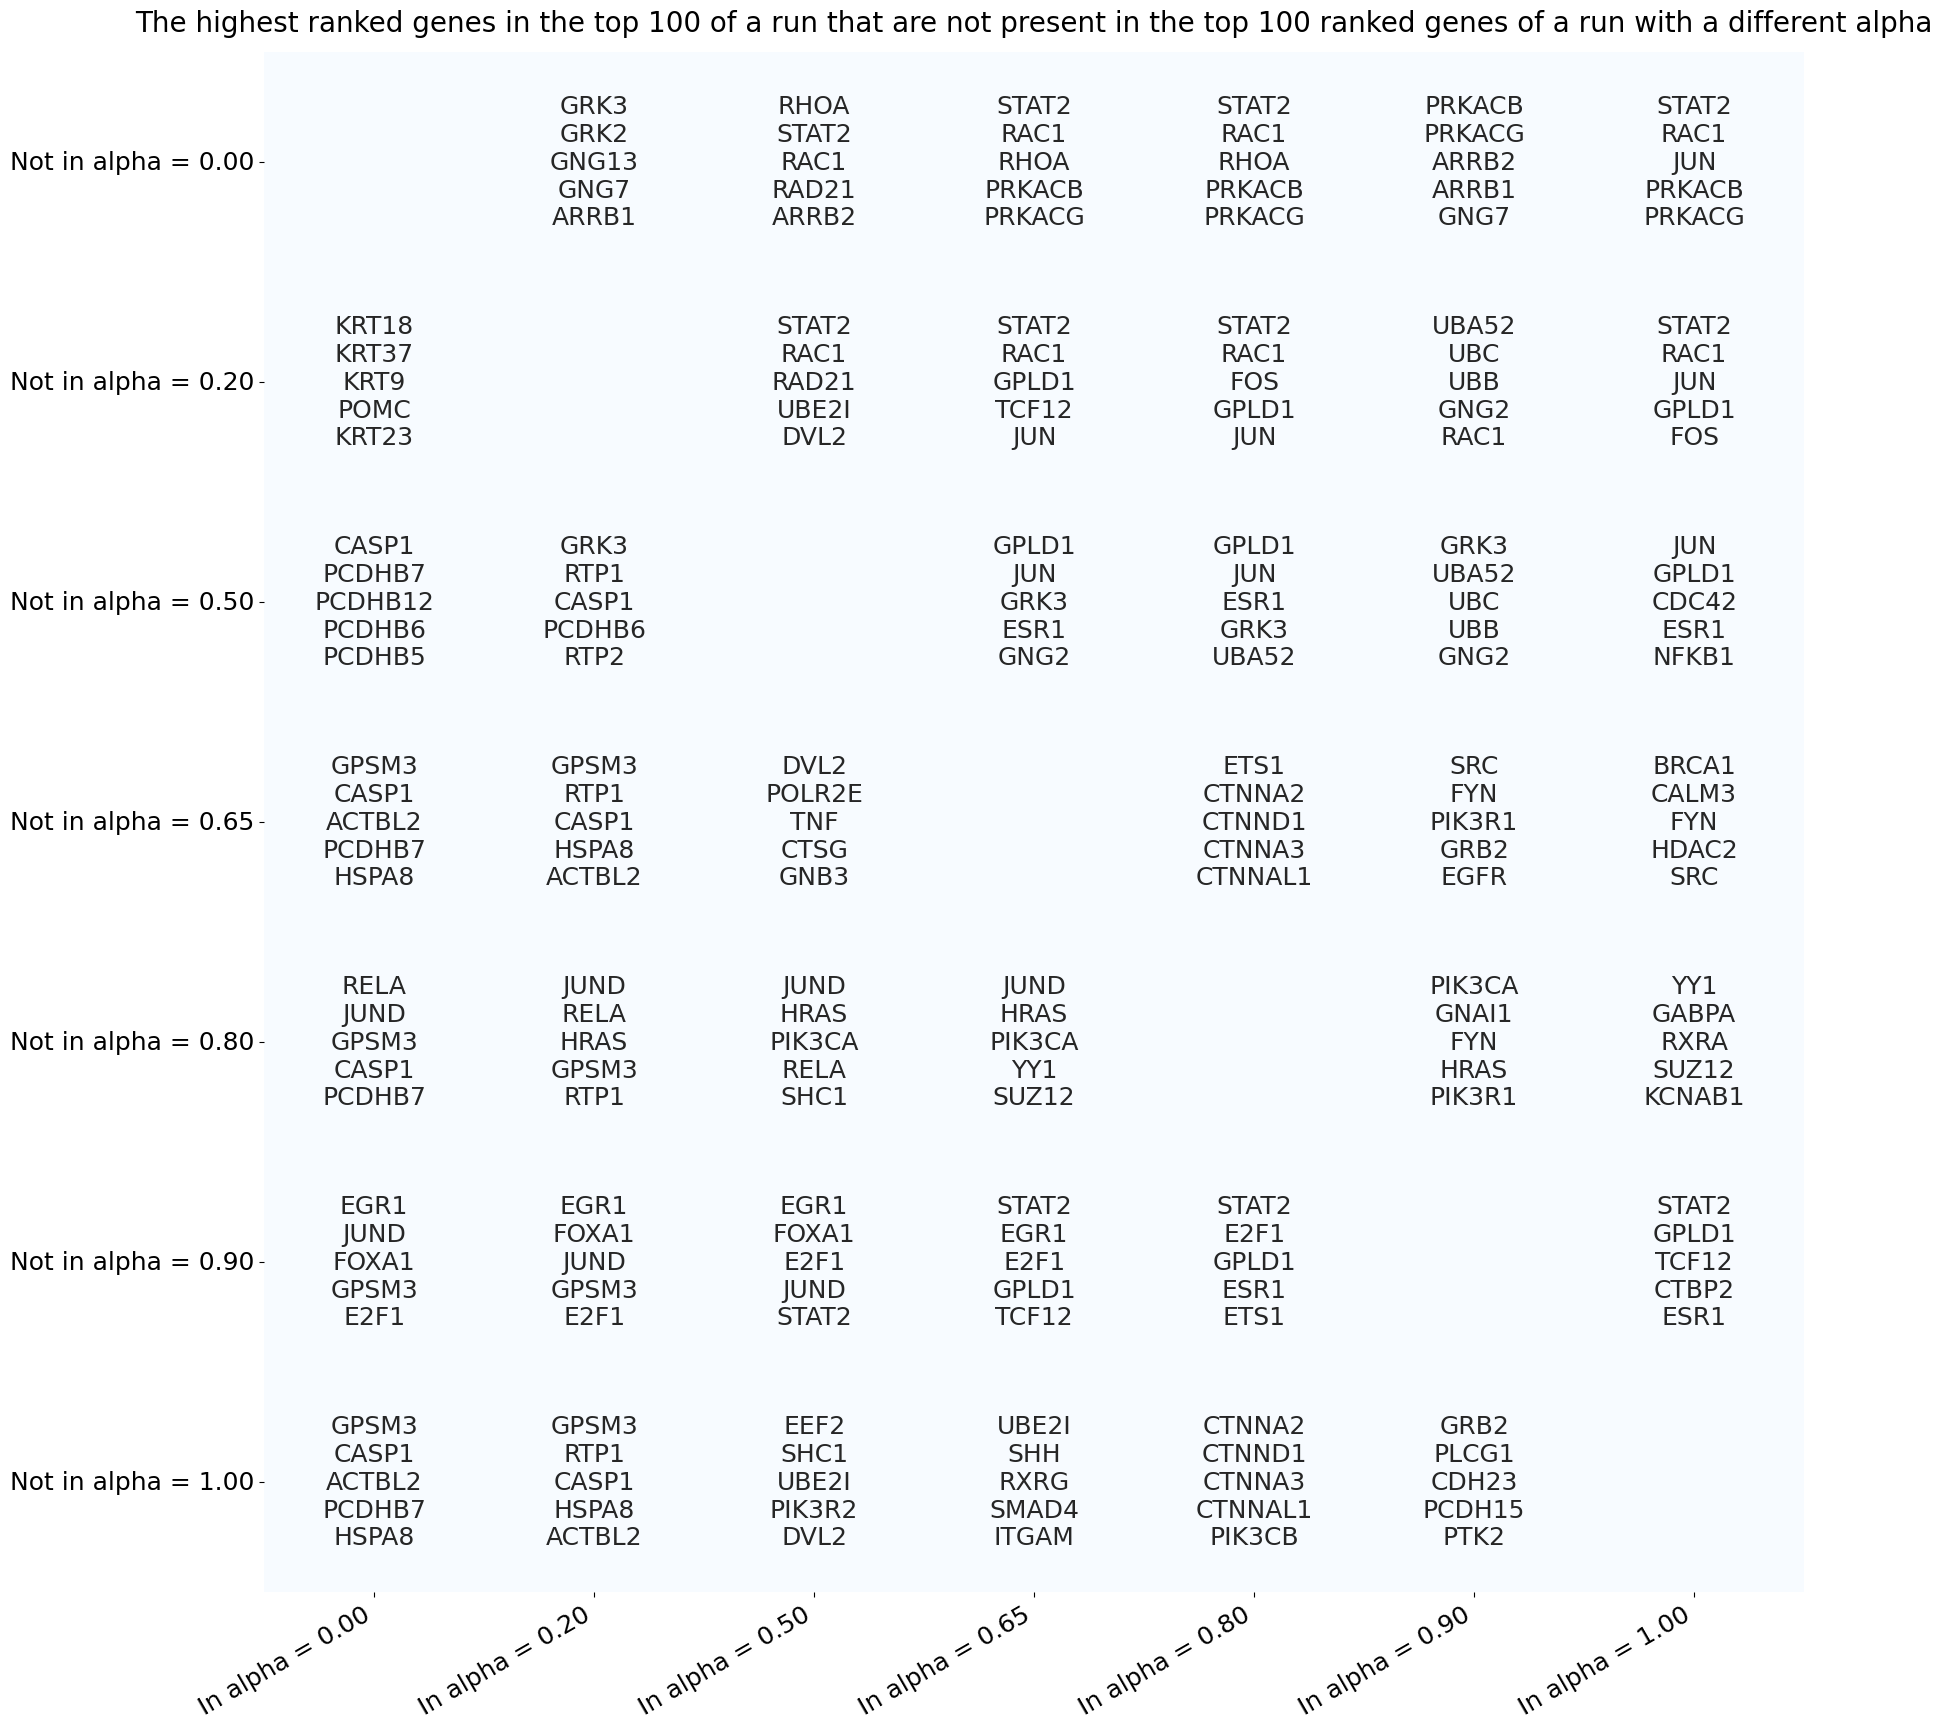 The highest ranked genes in the top 100 of a run that are not present in the top 100 ranked genes of a run with a different alpha
Not in alpha = 0.00
GRK3 RHOA STAT2 STAT2 PRKACB STAT2
GRK2 STAT2 RAC1 RAC1 PRKACG RAC1
GNG13 RAC1 RHOA RHOA ARRB2 JUN
GNG7 RAD21 PRKACB PRKACB ARRB1 PRKACB
ARRB1 ARRB2 PRKACG PRKACG GNG7 PRKACG
Not in alpha = 0.20
KRT18 STAT2 STAT2 STAT2 UBA52 STAT2
KRT37 RAC1 RAC1 RAC1 UBC RAC1
KRT9 RAD21 GPLD1 FOS UBB JUN
POMC UBE2I TCF12 GPLD1 GNG2 GPLD1
KRT23 DVL2 JUN JUN RAC1 FOS
Not in alpha = 0.50
CASP1 GRK3 GPLD1 GPLD1 GRK3 JUN
PCDHB7 RTP1 JUN JUN UBA52 GPLD1
PCDHB12 CASP1 GRK3 ESR1 UBC CDC42
PCDHB6 PCDHB6 ESR1 GRK3 UBB ESR1
PCDHB5 RTP2 GNG2 UBA52 GNG2 NFKB1
Not in alpha = 0.65
GPSM3 GPSM3 DVL2 ETS1 SRC BRCA1
CASP1 RTP1 POLR2E CTNNA2 FYN CALM3
ACTBL2 CASP1 TNF CTNND1 PIK3R1 FYN
PCDHB7 HSPA8 CTSG CTNNA3 GRB2 HDAC2
HSPA8 ACTBL2 GNB3 CTNNAL1 EGFR SRC
Not in alpha = 0.80
RELA JUND JUND JUND PIK3CA YY1
JUND RELA HRAS HRAS GNAI1 GABPA
GPSM3 HRAS PIK3CA PIK3CA FYN RXRA
CASP1 GPSM3 RELA YY1 HRAS SUZ12
PCDHB7 RTP1 SHC1 SUZ12 PIK3R1 KCNAB1
Not in alpha = 0.90
EGR1 EGR1 EGR1 STAT2 STAT2 STAT2
JUND FOXA1 FOXA1 EGR1 E2F1 GPLD1
FOXA1 JUND E2F1 E2F1 GPLD1 TCF12
GPSM3 GPSM3 JUND GPLD1 ESR1 CTBP2
E2F1 E2F1 STAT2 TCF12 ETS1 ESR1
Not in alpha = 1.00
GPSM3 GPSM3 EEF2 UBE2I CTNNA2 GRB2
CASP1 RTP1 SHC1 SHH CTNND1 PLCG1
ACTBL2 CASP1 UBE2I RXRG CTNNA3 CDH23
PCDHB7 HSPA8 PIK3R2 SMAD4 CTNNAL1 PCDH15
HSPA8 ACTBL2 DVL2 ITGAM PIK3CB PTK2
In alpha = 0.00
In alpha = 0.20
In alpha = 0.50
In alpha = 0.65
In alpha = 0.80
In alpha = 0.90
In alpha = 1.00